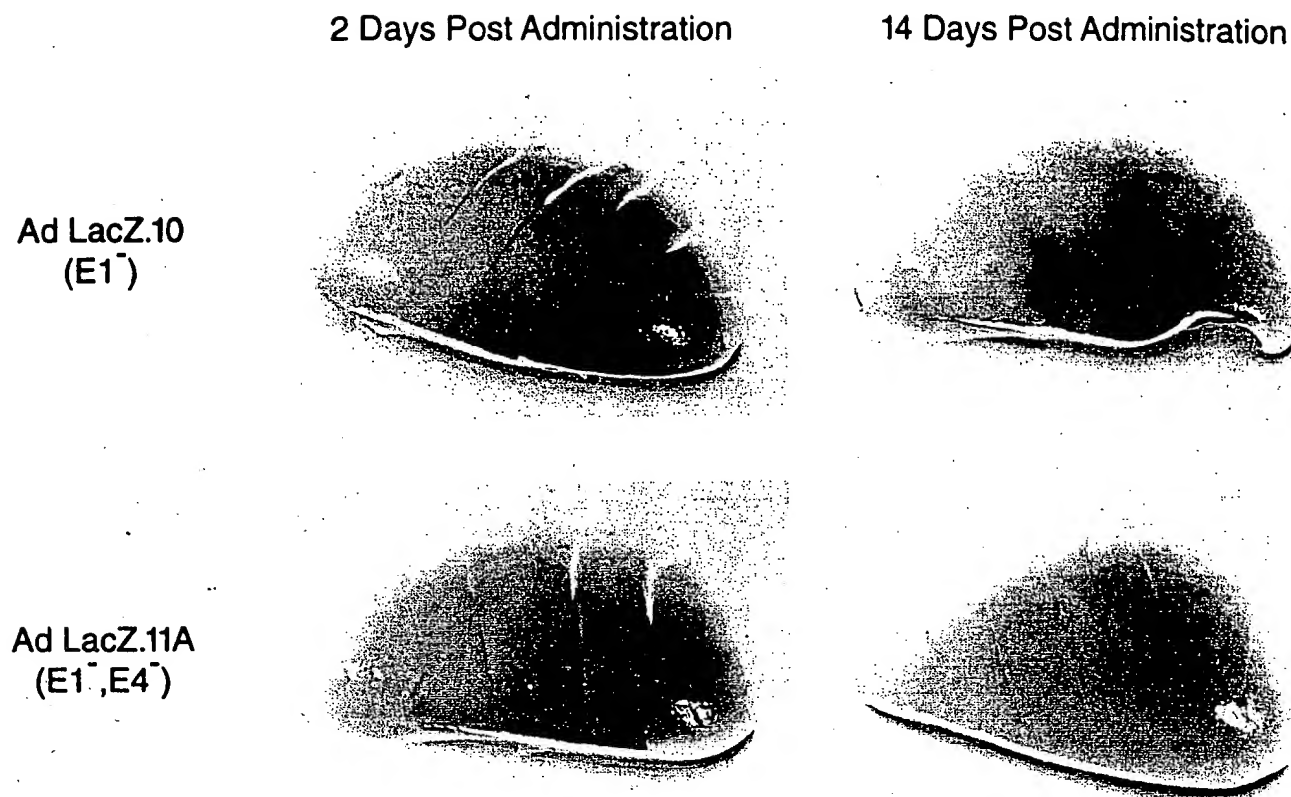 2 Days Post Administration
14 Days Post Administration
Ad LacZ.10
(E1⁻)
Ad LacZ.11A
(E1⁻,E4⁻)